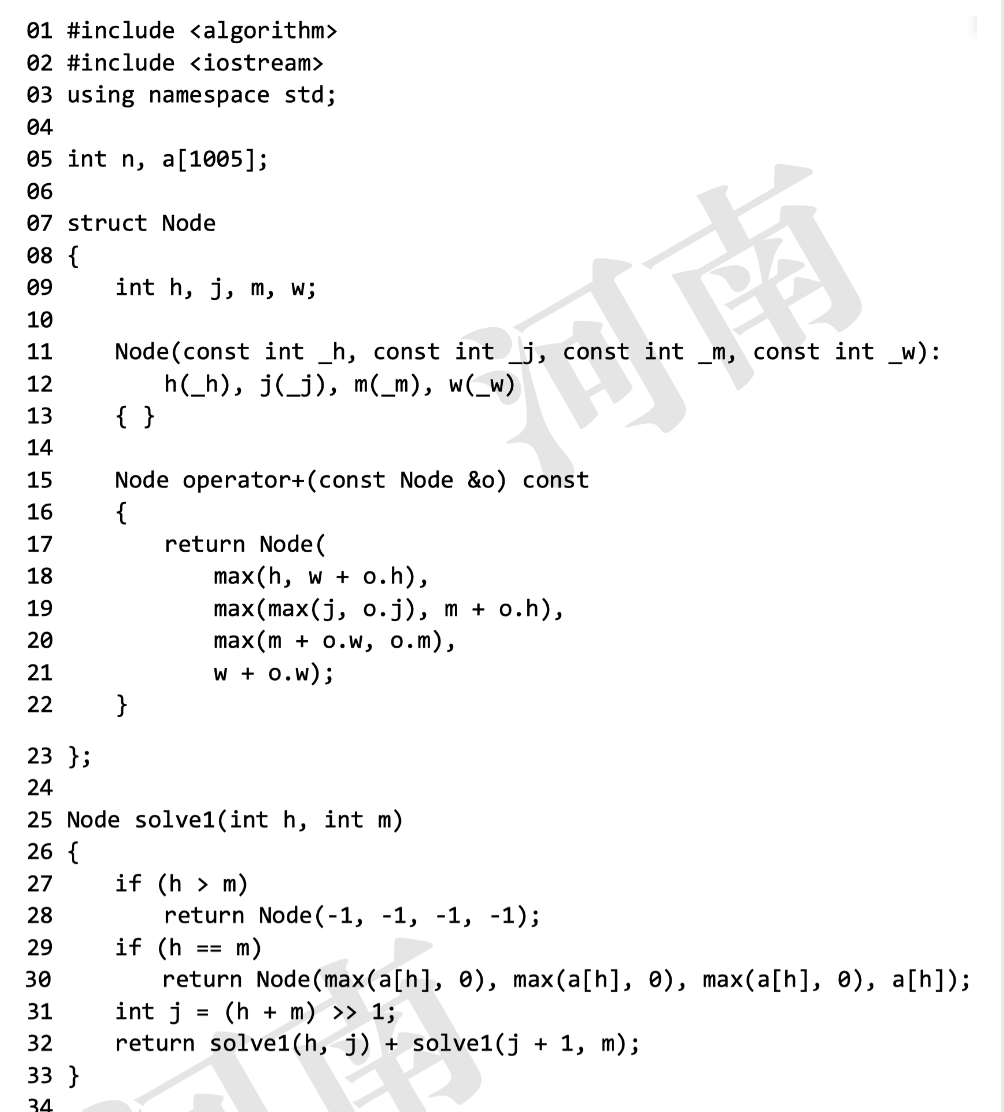 01 #include <algorithm>
02 #include <iostream>
03 using namespace std;
04
05 int n, a[1005];
06
07 struct Node
08 {
09     int h, j, m, w;
10
11     Node(const int _h, const int _j, const int _m, const int _w):
12         h(_h), j(_j), m(_m), w(_w)
13     { }
14
15     Node operator+(const Node &o) const
16     {
17         return Node(
18             max(h, w + o.h),
19             max(max(j, o.j), m + o.h),
20             max(m + o.w, o.m),
21             w + o.w);
22     }
23 };
24
25 Node solve1(int h, int m)
26 {
27     if (h > m)
28         return Node(-1, -1, -1, -1);
29     if (h == m)
30         return Node(max(a[h], 0), max(a[h], 0), max(a[h], 0), a[h]);
31     int j = (h + m) >> 1;
32     return solve1(h, j) + solve1(j + 1, m);
33 }
34
河南
河南